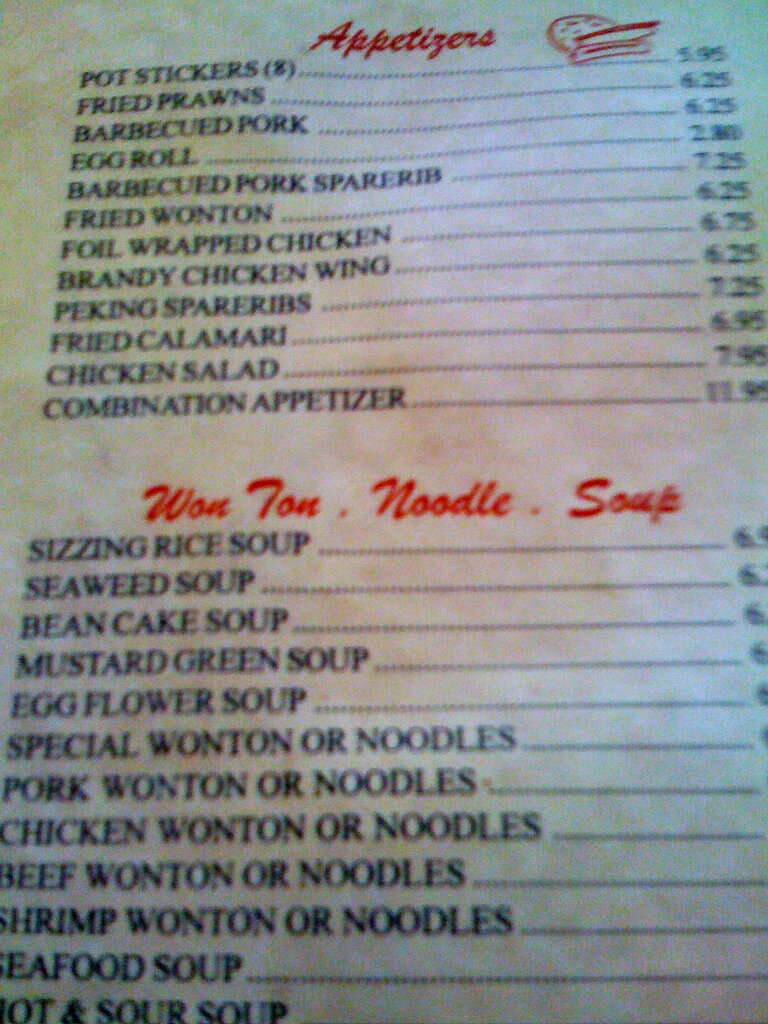 Appetizers
POT STICKERS (8) 5.95
FRIED PRAWNS 6.25
BARBECUED PORK 6.25
EGG ROLL 2.80
BARBECUED PORK SPARERIB 7.25
FRIED WONTON 6.25
FOIL WRAPPED CHICKEN 6.75
BRANDY CHICKEN WING 6.25
PEKING SPARERIBS 7.25
FRIED CALAMARI 6.95
CHICKEN SALAD 7.95
COMBINATION APPETIZER 11.95
Won Ton . Noodle . Soup
SIZZING RICE SOUP
SEAWEED SOUP
BEAN CAKE SOUP
MUSTARD GREEN SOUP
EGG FLOWER SOUP
SPECIAL WONTON OR NOODLES
PORK WONTON OR NOODLES
CHICKEN WONTON OR NOODLES
BEEF WONTON OR NOODLES
SHRIMP WONTON OR NOODLES
SEAFOOD SOUP
HOT & SOUR SOUP